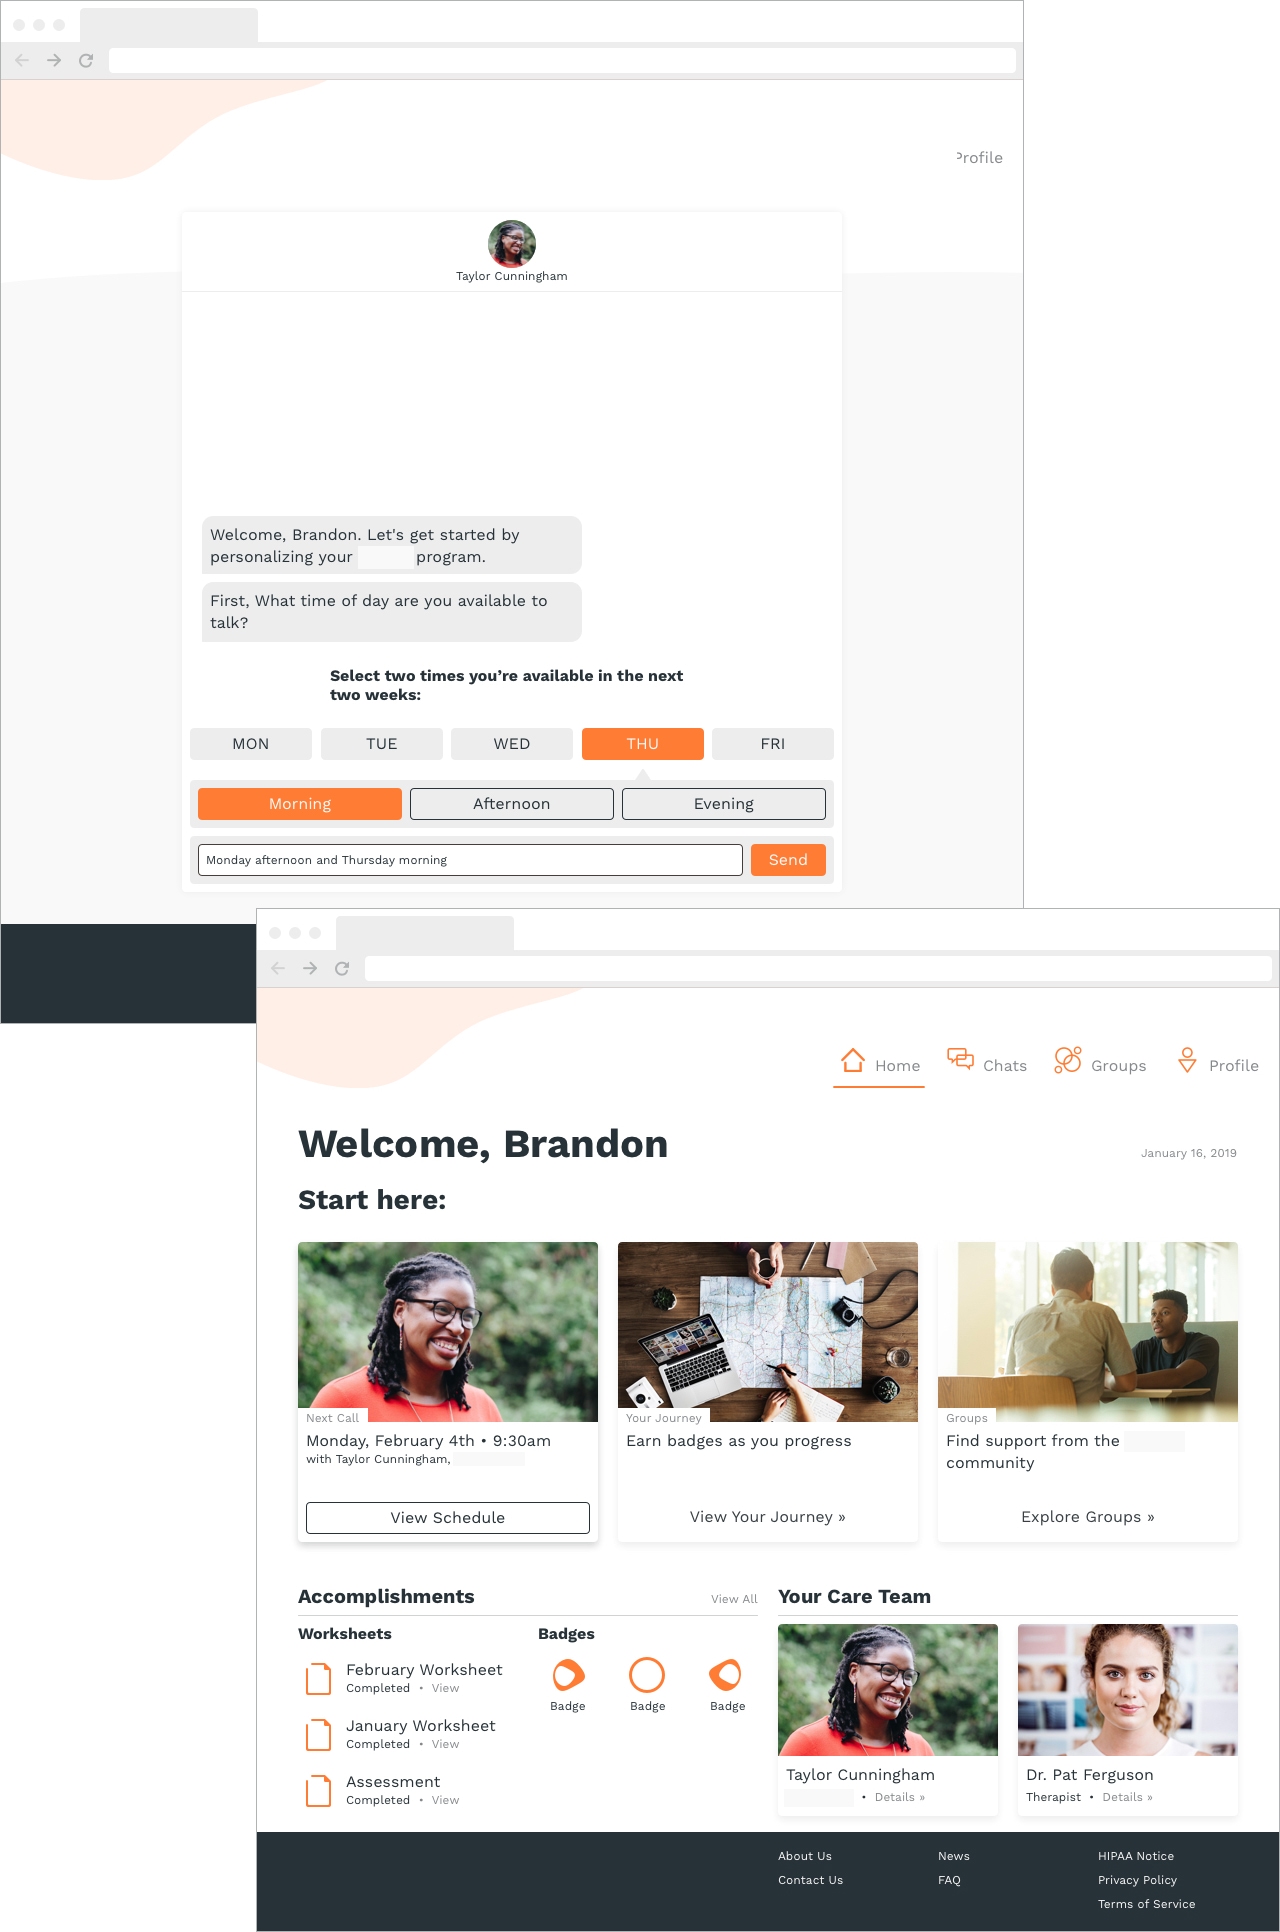 Profile
Taylor Cunningham
Welcome, Brandon. Let's get started by
personalizing your program.
First, What time of day are you available to
talk?
Select two times you’re available in the next
two weeks:
MON TUE WED THU FRI
Morning Afternoon Evening
Monday afternoon and Thursday morning Send
Home Chats Groups Profile
Welcome, Brandon
January 16, 2019
Start here:
Next Call
Monday, February 4th • 9:30am
with Taylor Cunningham,
View Schedule
Your Journey
Earn badges as you progress
View Your Journey »
Groups
Find support from the
community
Explore Groups »
Accomplishments View All
Worksheets
February Worksheet
Completed • View
January Worksheet
Completed • View
Assessment
Completed • View
Badges
Badge Badge Badge
Your Care Team
Taylor Cunningham
• Details »
Dr. Pat Ferguson
Therapist • Details »
About Us
Contact Us
News
FAQ
HIPAA Notice
Privacy Policy
Terms of Service